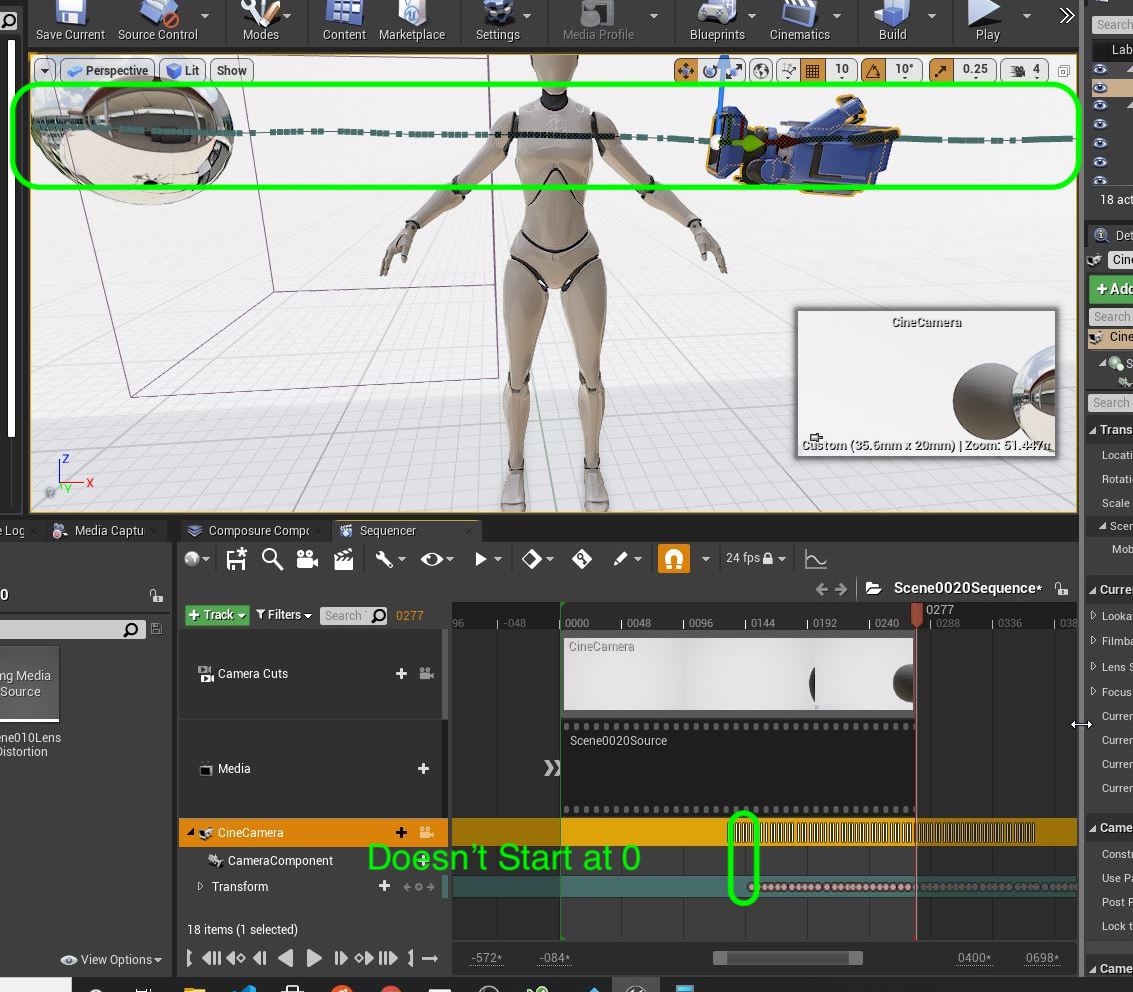 Save Current Source Control Modes Content Marketplace Settings Media Profile Blueprints Cinematics Build Play
Search
Perspective Lit Show 10 10° 0.25 4
Lab
18 act
Det
Cine
+Add
Search
Cine
S
Search
CineCamera
Custom (35.6mm x 20mm) | Zoom: 51.447m
Z
X
Y
Trans
Locati
Rotati
Scale
Scen
Mob
e Log Media Captu Composure Compo Sequencer
24 fps
0 Scene0020Sequence*
+ Track Filters Search 0277
96 -048 0000 0048 0096 0144 0192 0240 0277 0288 0336 038
ng Media
Source
ene010Lens
Distortion
Camera Cuts
CineCamera
Media
Scene0020Source
CineCamera
CameraComponent
Transform
Doesn't Start at 0
18 items (1 selected)
View Options
-572* -084* 0400* 0698*
Curre
Looka
Filmba
Lens S
Focus
Curren
Curren
Curren
Curren
Came
Constr
Use Pa
Post P
Lock t
Came